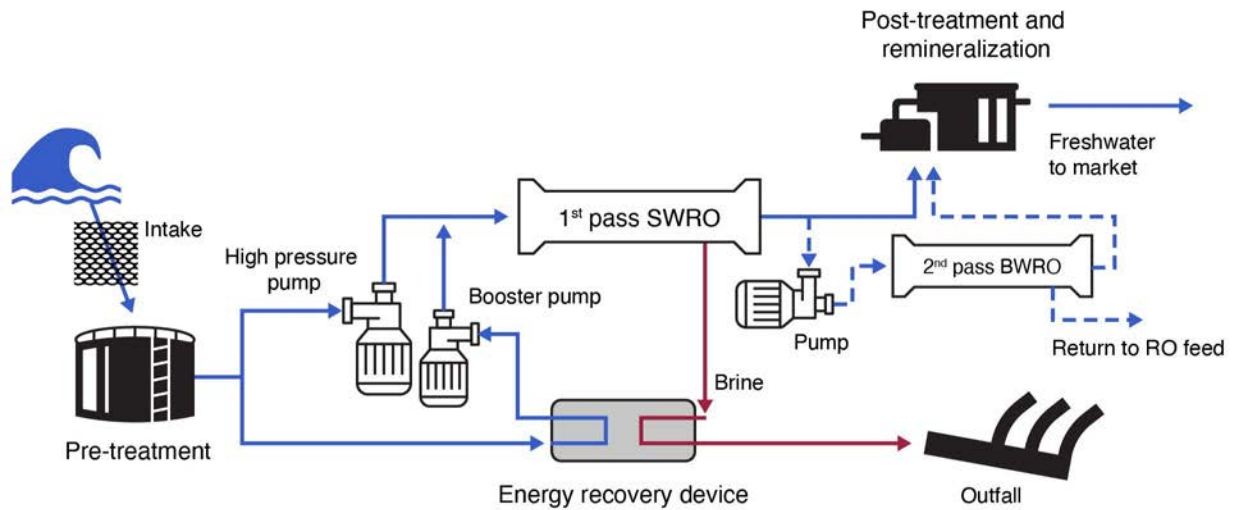 Post-treatment and
remineralization
Freshwater
to market
Intake
1st pass SWRO
High pressure
pump
Booster pump
2nd pass BWRO
Pump
Return to RO feed
Brine
Pre-treatment
Energy recovery device
Outfall